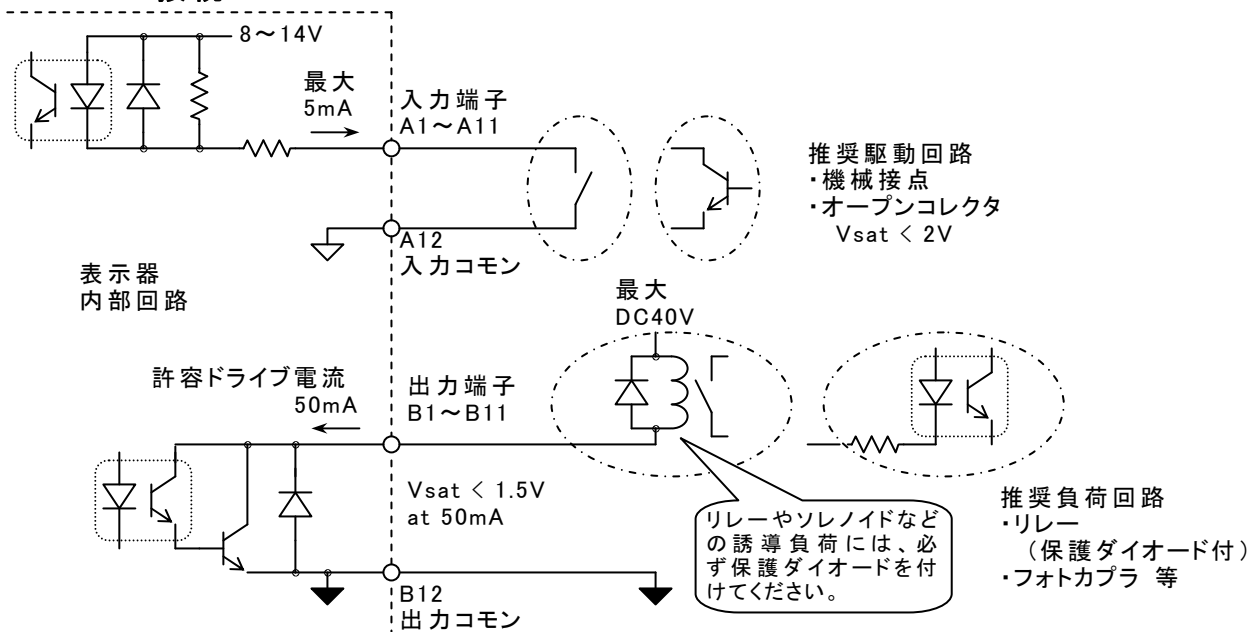 8～14V
最大
5mA
入力端子
A1～A11
推奨駆動回路
・機械接点
・オープンコレクタ
Vsat < 2V
A12
入力コモン
表示器
内部回路
最大
DC40V
許容ドライブ電流
50mA
出力端子
B1～B11
Vsat < 1.5V
at 50mA
リレーやソレノイドなど
の誘導負荷には、必
ず保護ダイオードを付
けてください。
推奨負荷回路
・リレー
（保護ダイオード付）
・フォトカプラ 等
B12
出力コモン